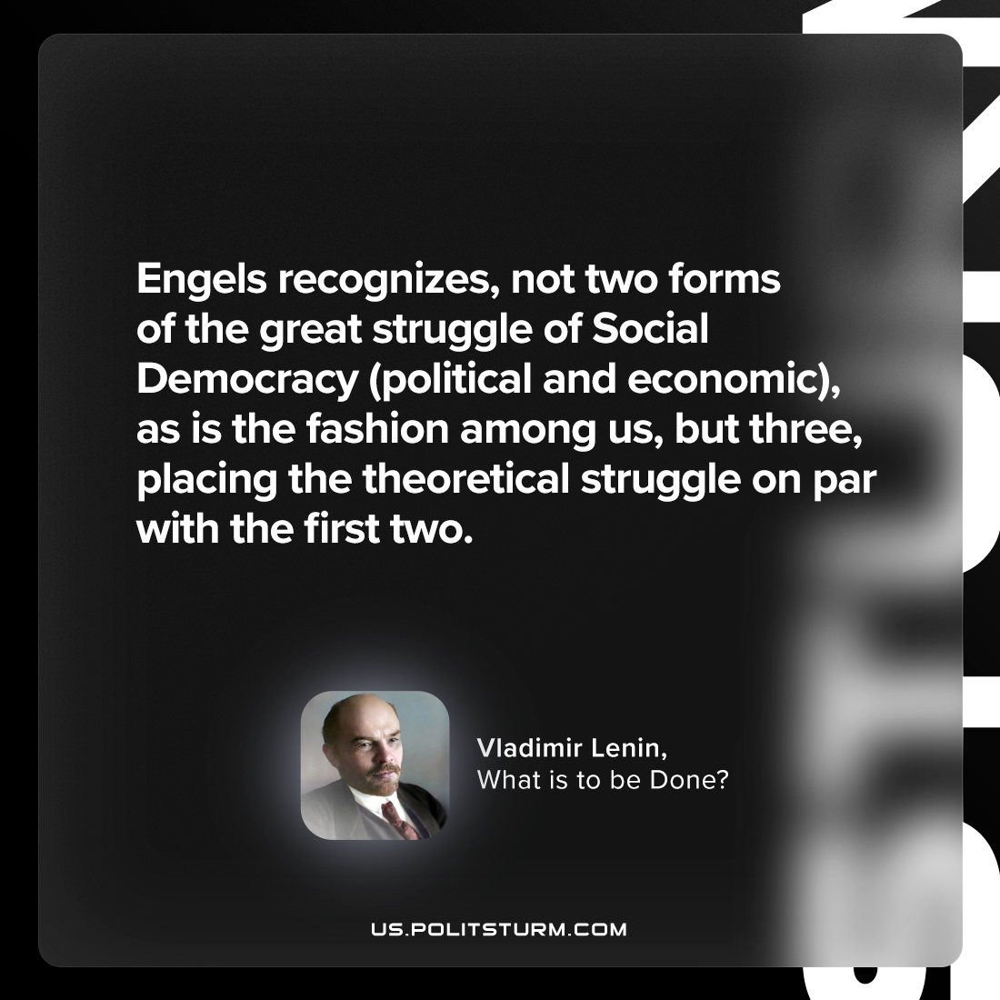 Engels recognizes, not two forms
of the great struggle of Social
Democracy (political and economic),
as is the fashion among us, but three,
placing the theoretical struggle on par
with the first two.
Vladimir Lenin,
What is to be Done?
US.POLITSTURM.COM